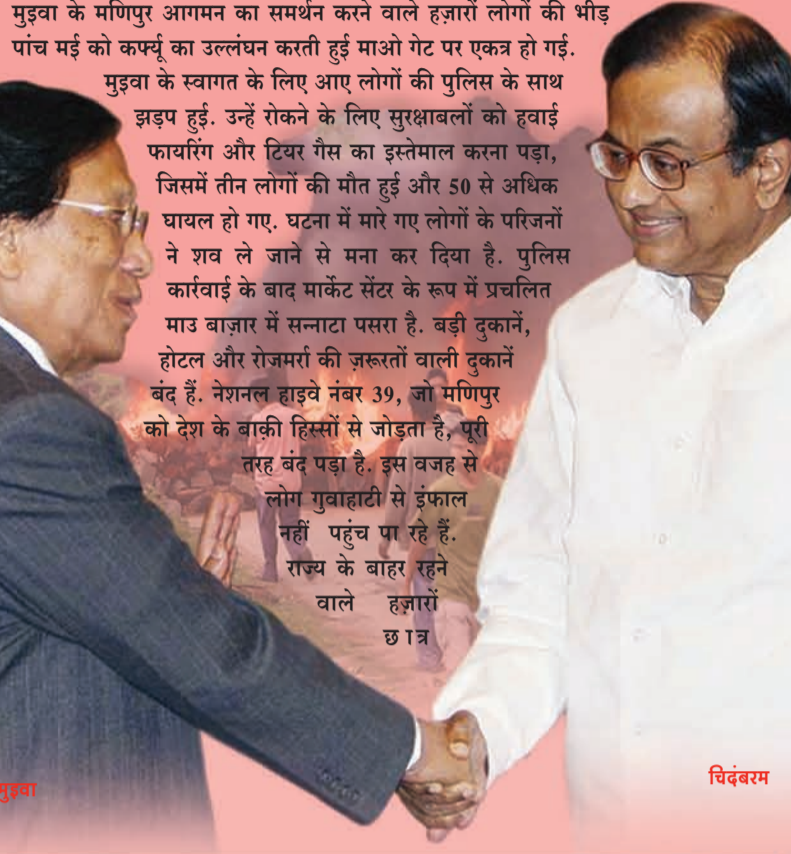 मुइवा के मणिपुर आगमन का समर्थन करने वाले हज़ारों लोगों की भीड़
पांच मई को कर्फ्यू का उल्लंघन करती हुई माओ गेट पर एकत्र हो गई.
मुइवा के स्वागत के लिए आए लोगों की पुलिस के साथ
झड़प हुई. उन्हें रोकने के लिए सुरक्षाबलों को हवाई
फायरिंग और टियर गैस का इस्तेमाल करना पड़ा,
जिसमें तीन लोगों की मौत हुई और 50 से अधिक
घायल हो गए. घटना में मारे गए लोगों के परिजनों
ने शव ले जाने से मना कर दिया है. पुलिस
कार्रवाई के बाद मार्केट सेंटर के रूप में प्रचलित
माउ बाज़ार में सन्नाटा पसरा है. बड़ी दुकानें,
होटल और रोजमर्रा की ज़रूरतों वाली दुकानें
बंद हैं. नेशनल हाइवे नंबर 39, जो मणिपुर
को देश के बाक़ी हिस्सों से जोड़ता है, पूरी
तरह बंद पड़ा है. इस वजह से
लोग गुवाहाटी से इंफाल
नहीं पहुंच पा रहे हैं.
राज्य के बाहर रहने
वाले हज़ारों
छात्र
मुइवा
चिदंबरम